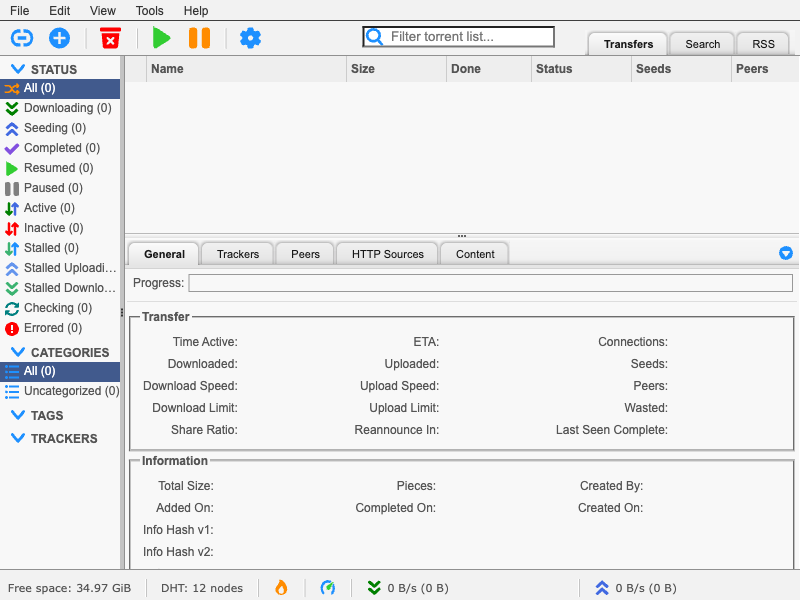 File Edit View Tools Help
Filter torrent list...
Transfers Search RSS
STATUS
All (0)
Downloading (0)
Seeding (0)
Completed (0)
Resumed (0)
Paused (0)
Active (0)
Inactive (0)
Stalled (0)
Stalled Uploadi...
Stalled Downlo...
Checking (0)
Errored (0)
CATEGORIES
All (0)
Uncategorized (0)
TAGS
TRACKERS
Name Size Done Status Seeds Peers
General Trackers Peers HTTP Sources Content
Progress:
Transfer
Time Active: ETA: Connections:
Downloaded: Uploaded: Seeds:
Download Speed: Upload Speed: Peers:
Download Limit: Upload Limit: Wasted:
Share Ratio: Reannounce In: Last Seen Complete:
Information
Total Size: Pieces: Created By:
Added On: Completed On: Created On:
Info Hash v1:
Info Hash v2:
Free space: 34.97 GiB DHT: 12 nodes 0 B/s (0 B) 0 B/s (0 B)